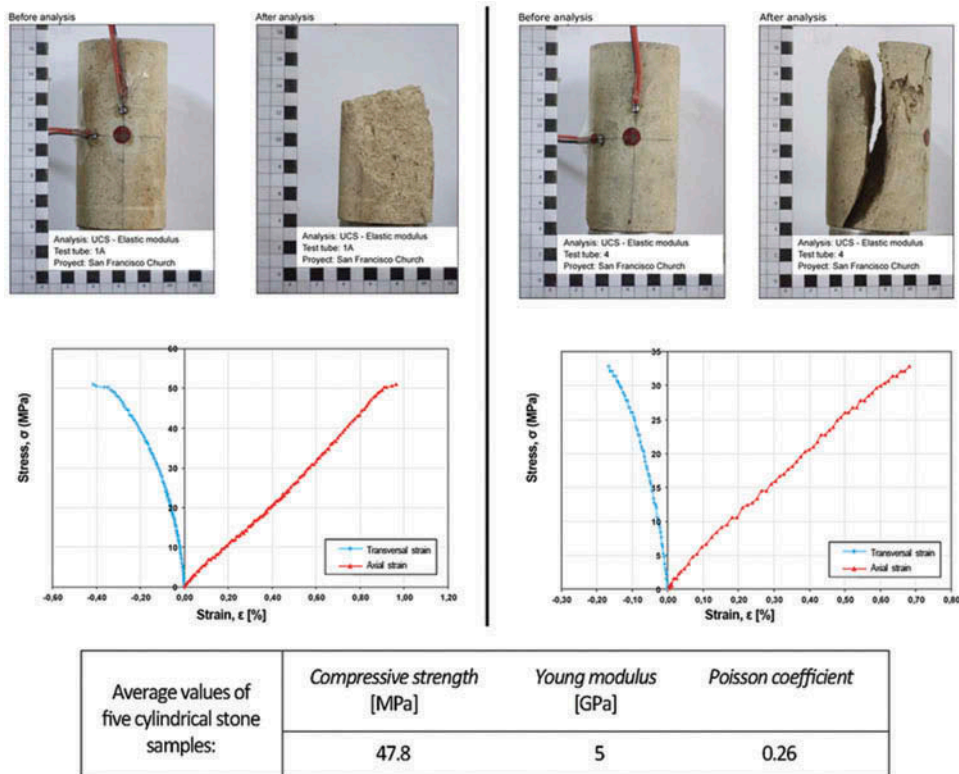 Before analysis
After analysis
Before analysis
After analysis
Analysis: UCS - Elastic modulus
Test tube: 1A
Proyect: San Francisco Church
Analysis: UCS - Elastic modulus
Test tube: 1A
Proyect: San Francisco Church
Analysis: UCS - Elastic modulus
Test tube: 4
Proyect: San Francisco Church
Analysis: UCS - Elastic modulus
Test tube: 4
Proyect: San Francisco Church
60
50
40
30
20
10
0
Stress, σ (MPa)
Transversal strain
Axial strain
-0,60 -0,40 -0,20 0,00 0,20 0,40 0,60 0,80 1,00 1,20
Strain, ε [%]
35
30
25
20
15
10
5
0
Stress, σ (MPa)
Transversal strain
Axial strain
-0,30 -0,20 -0,10 0,00 0,10 0,20 0,30 0,40 0,50 0,60 0,70 0,80
Strain, ε [%]
Average values of
five cylindrical stone
samples:
Compressive strength
[MPa]
Young modulus
[GPa]
Poisson coefficient
47.8 5 0.26